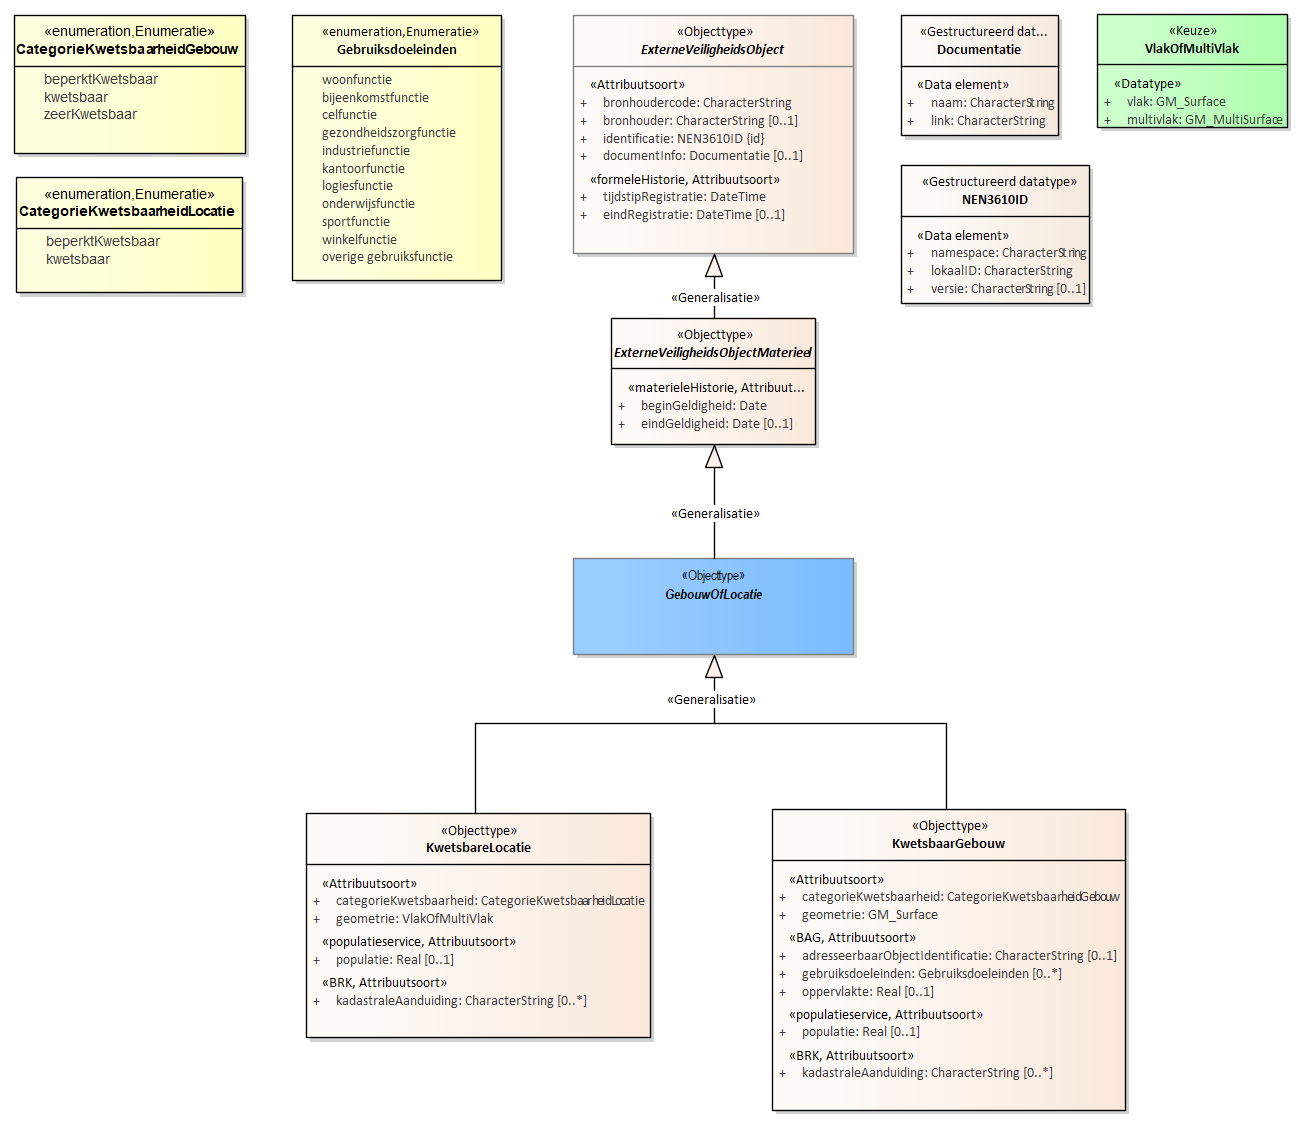 «enumeration,Enumeratie»
CategorieKwetsbaarheidGebouw
beperktKwetsbaar
kwetsbaar
zeerKwetsbaar
«enumeration,Enumeratie»
CategorieKwetsbaarheidLocatie
beperktKwetsbaar
kwetsbaar
«enumeration,Enumeratie»
Gebruiksdoeleinden
woonfunctie
bijeenkomstfunctie
celfunctie
gezondheidszorgfunctie
industriefunctie
kantoorfunctie
logiesfunctie
onderwijsfunctie
sportfunctie
winkelfunctie
overige gebruiksfunctie
«Objecttype»
ExterneVeiligheidsObject
«Attribuutsoort»
+ bronhoudercode: CharacterString
+ bronhouder: CharacterString [0..1]
+ identificatie: NEN3610ID {id}
+ documentInfo: Documentatie [0..1]
«formeleHistorie, Attribuutsoort»
+ tijdstipRegistratie: DateTime
+ eindRegistratie: DateTime [0..1]
«Gestructureerd dat...
Documentatie
«Data element»
+ naam: CharacterString
+ link: CharacterString
«Keuze»
VlakOfMultiVlak
«Datatype»
+ vlak: GM_Surface
+ multivlak: GM_MultiSurface
«Gestructureerd datatype»
NEN3610ID
«Data element»
+ namespace: CharacterString
+ lokaalID: CharacterString
+ versie: CharacterString [0..1]
«Generalisatie»
«Objecttype»
ExterneVeiligheidsObjectMaterieel
«materieleHistorie, Attribuut...
+ beginGeldigheid: Date
+ eindGeldigheid: Date [0..1]
«Generalisatie»
«Objecttype»
GebouwOfLocatie
«Generalisatie»
«Objecttype»
KwetsbareLocatie
«Attribuutsoort»
+ categorieKwetsbaarheid: CategorieKwetsbaarheidLocatie
+ geometrie: VlakOfMultiVlak
«populatieservice, Attribuutsoort»
+ populatie: Real [0..1]
«BRK, Attribuutsoort»
+ kadastraleAanduiding: CharacterString [0..*]
«Objecttype»
KwetsbaarGebouw
«Attribuutsoort»
+ categorieKwetsbaarheid: CategorieKwetsbaarheidGebouw
+ geometrie: GM_Surface
«BAG, Attribuutsoort»
+ adresseerbaarObjectIdentificatie: CharacterString [0..1]
+ gebruiksdoeleinden: Gebruiksdoeleinden [0..*]
+ oppervlakte: Real [0..1]
«populatieservice, Attribuutsoort»
+ populatie: Real [0..1]
«BRK, Attribuutsoort»
+ kadastraleAanduiding: CharacterString [0..*]